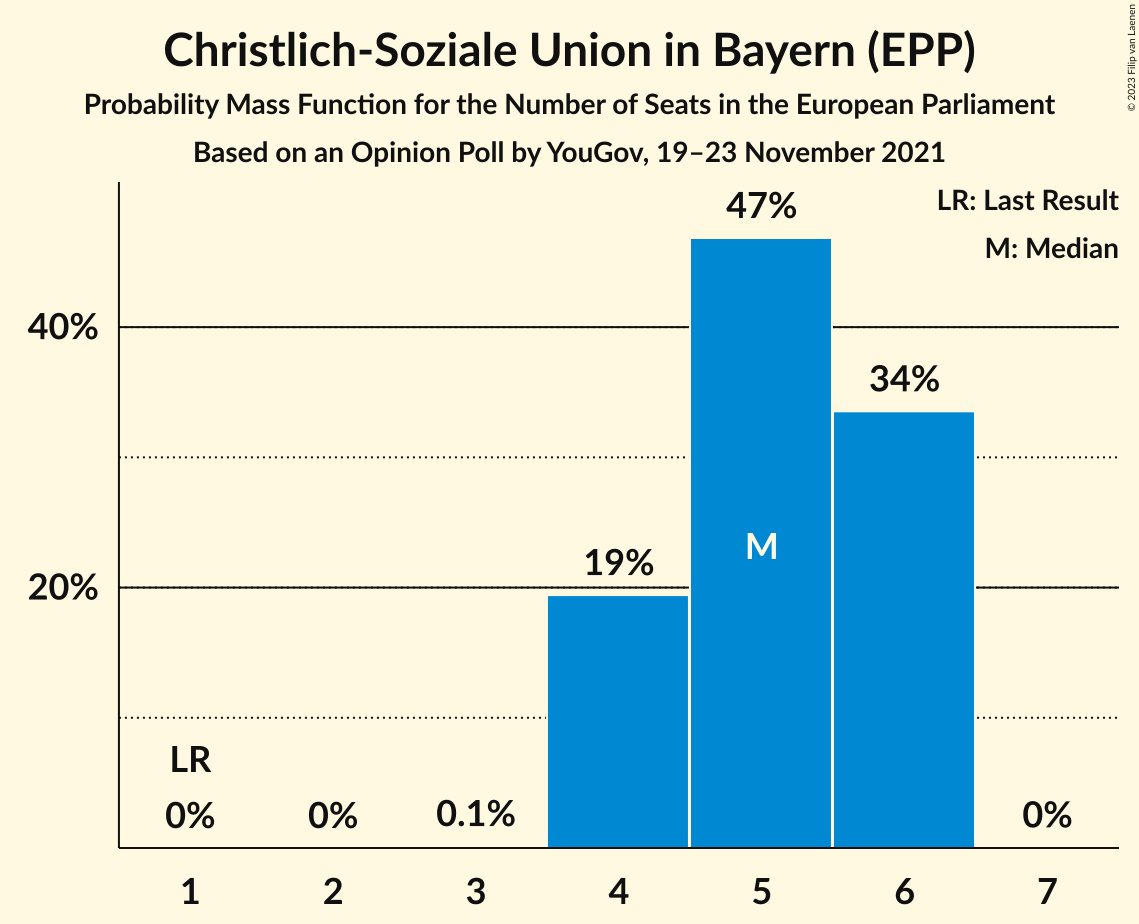 Christlich-Soziale Union in Bayern (EPP)
Probability Mass Function for the Number of Seats in the European Parliament
Based on an Opinion Poll by YouGov, 19–23 November 2021
© 2023 Filip van Laenen
LR: Last Result
M: Median
47%
40%
34%
M
19%
20%
LR
0%
0%
0.1%
0%
1
2
3
4
5
6
7